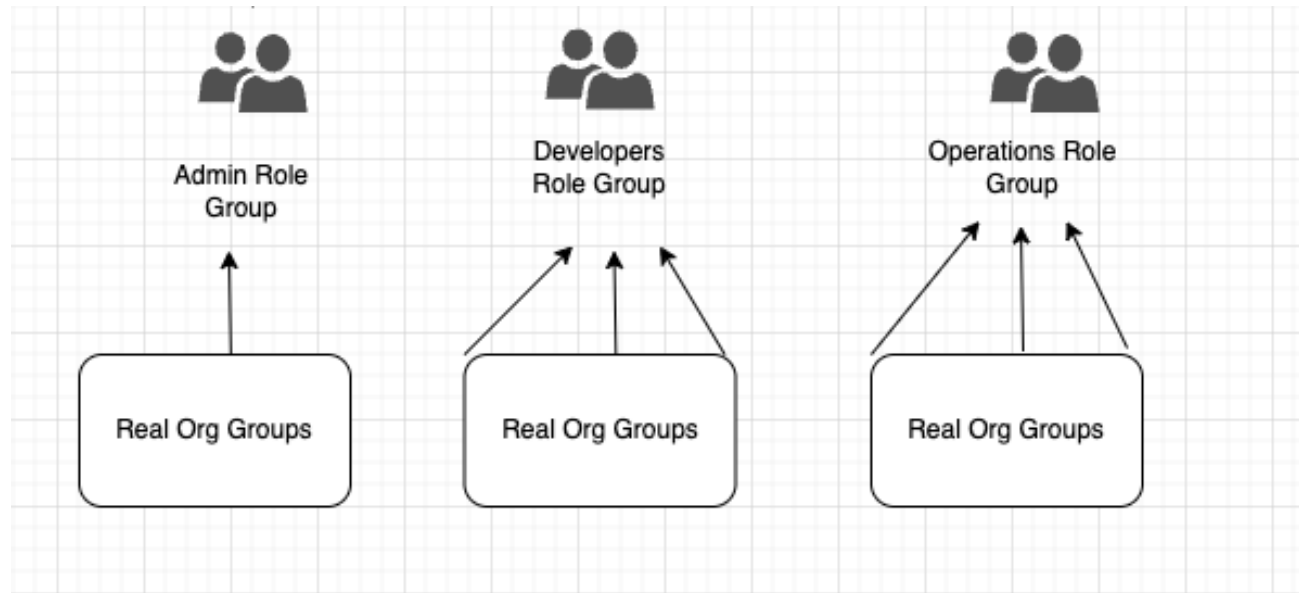 Admin Role
Group
Developers
Role Group
Operations Role
Group
Real Org Groups
Real Org Groups
Real Org Groups